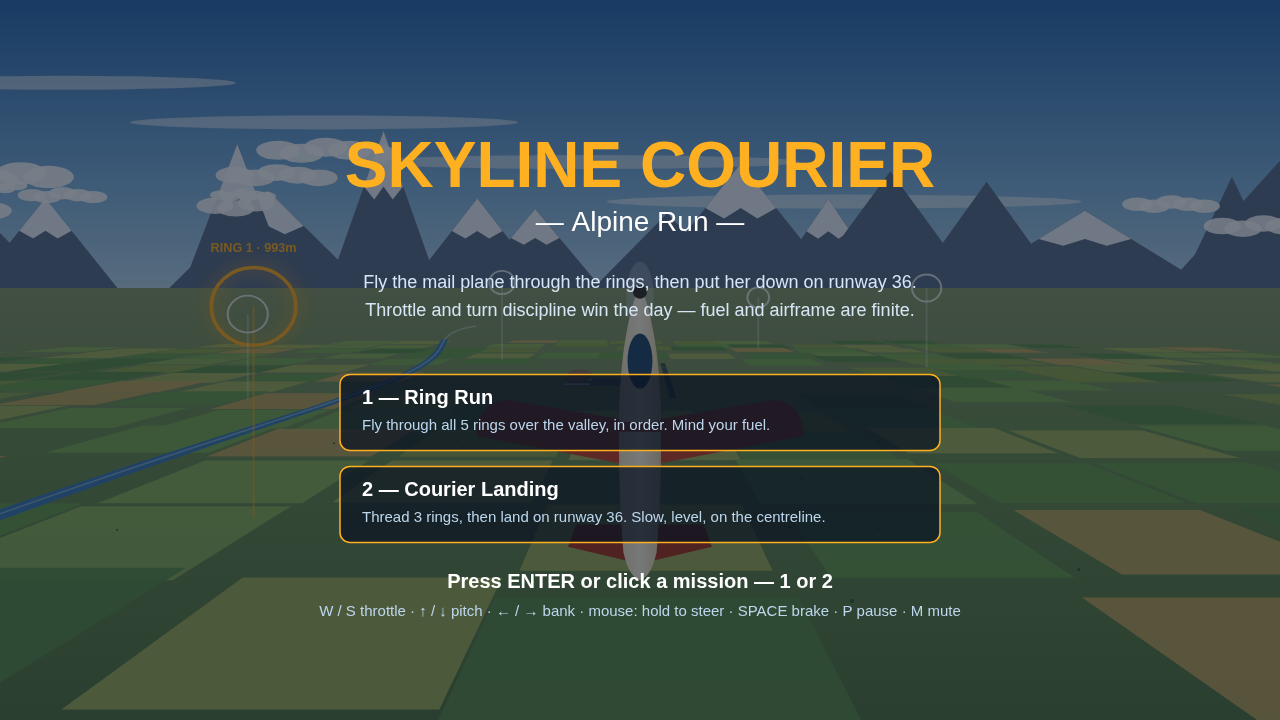 SKYLINE COURIER
— Alpine Run —
RING 1 · 993m
Fly the mail plane through the rings, then put her down on runway 36.
Throttle and turn discipline win the day — fuel and airframe are finite.
1 — Ring Run
Fly through all 5 rings over the valley, in order. Mind your fuel.
2 — Courier Landing
Thread 3 rings, then land on runway 36. Slow, level, on the centreline.
Press ENTER or click a mission — 1 or 2
W / S throttle · ↑ / ↓ pitch · ← / → bank · mouse: hold to steer · SPACE brake · P pause · M mute